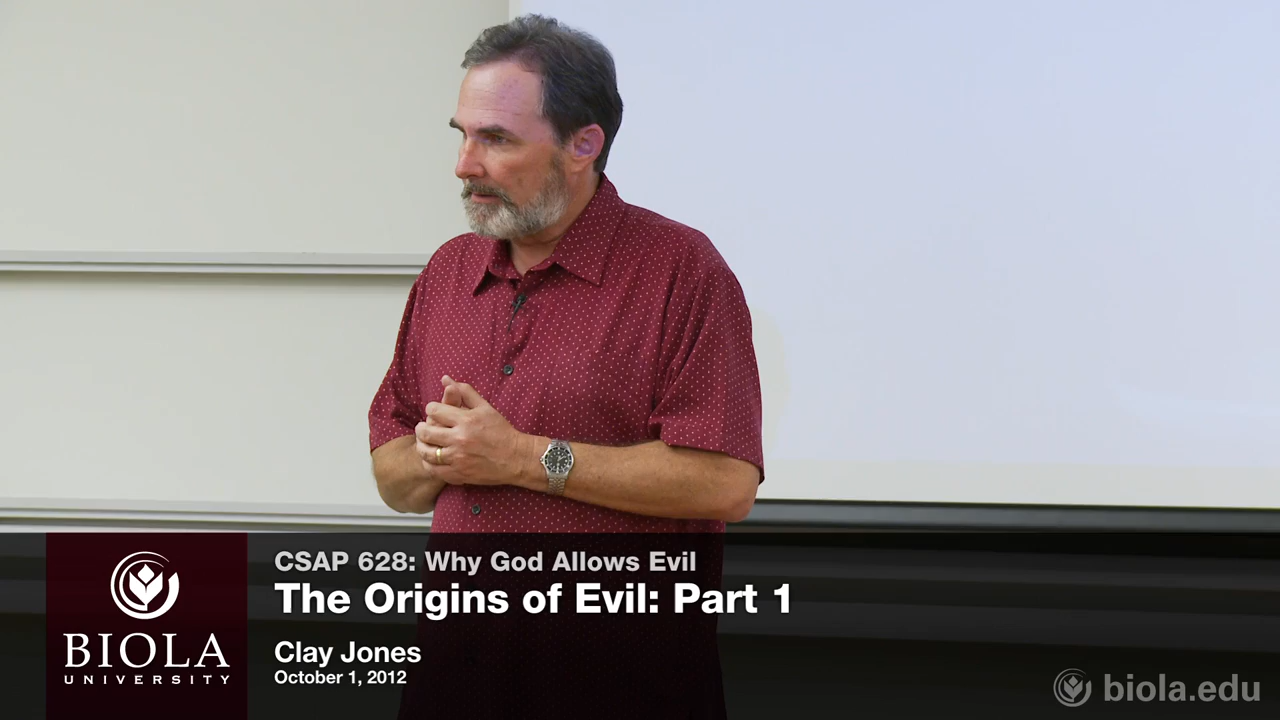 CSAP 628: Why God Allows Evil
The Origins of Evil: Part 1
Clay Jones
October 1, 2012
BIOLA
UNIVERSITY
biola.edu